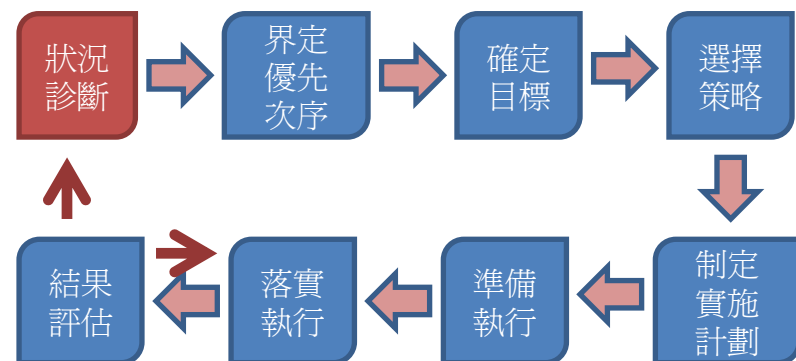 狀況
診斷
界定
優先
次序
確定
目標
選擇
策略
結果
評估
落實
執行
準備
執行
制定
實施
計劃